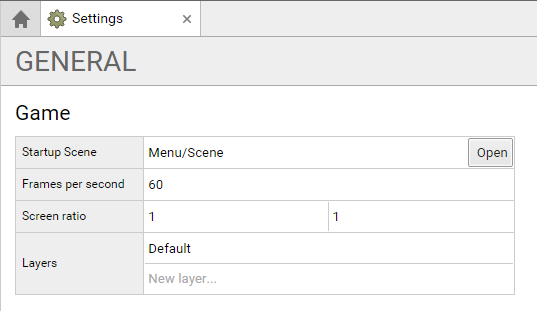 Settings
GENERAL
Game
Startup Scene Menu/Scene Open
Frames per second 60
Screen ratio 1 1
Layers Default
New layer...